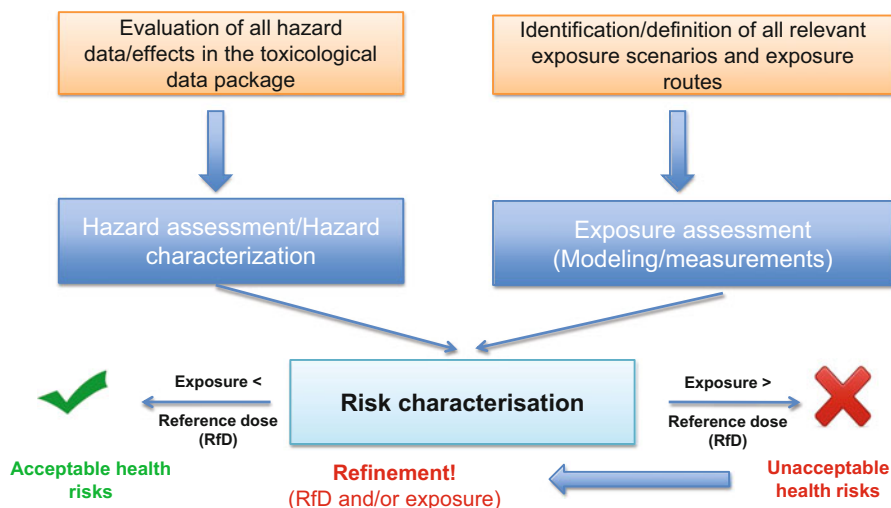 Evaluation of all hazard
data/effects in the toxicological
data package
Identification/definition of all relevant
exposure scenarios and exposure
routes
Hazard assessment/Hazard
characterization
Exposure assessment
(Modeling/measurements)
Exposure <
Reference dose
(RfD)
Risk characterisation
Exposure >
Reference dose
(RfD)
Acceptable health
risks
Refinement!
(RfD and/or exposure)
Unacceptable
health risks